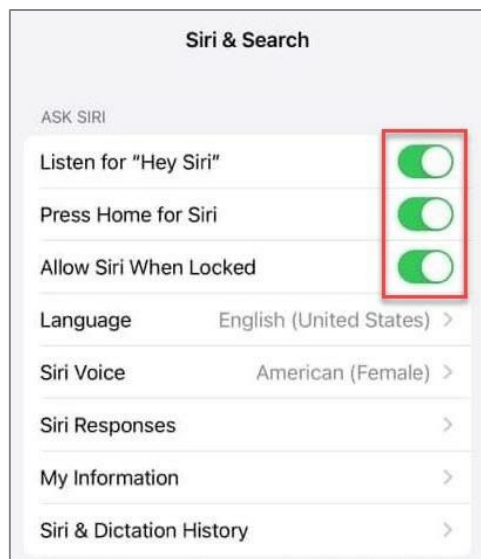 Siri & Search
ASK SIRI
Listen for “Hey Siri”
Press Home for Siri
Allow Siri When Locked
Language English (United States) >
Siri Voice American (Female) >
Siri Responses >
My Information >
Siri & Dictation History >